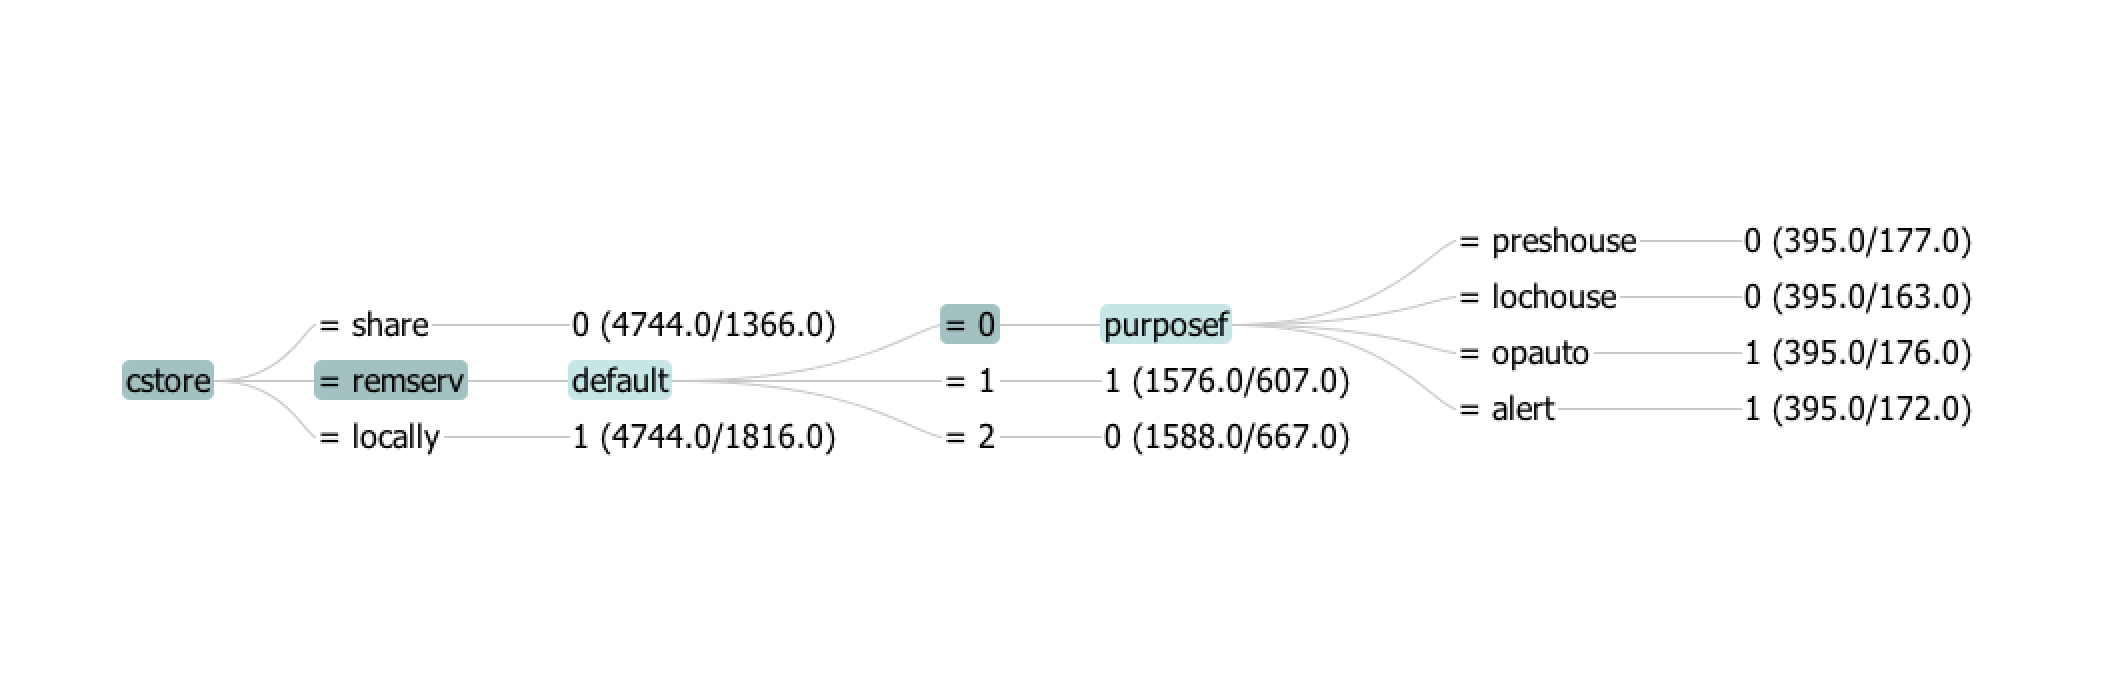 = preshouse 0 (395.0/177.0)
= lochouse 0 (395.0/163.0)
= share 0 (4744.0/1366.0) = 0 purposef
= opauto 1 (395.0/176.0)
cstore = remserv default = 1 1 (1576.0/607.0)
= alert 1 (395.0/172.0)
= locally 1 (4744.0/1816.0) = 2 0 (1588.0/667.0)